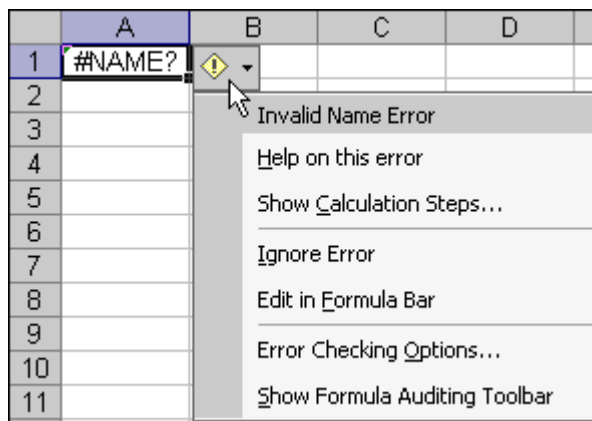 A B C D
1 #NAME?
2 Invalid Name Error
3
4 Help on this error
5 Show Calculation Steps...
6
7 Ignore Error
8 Edit in Formula Bar
9
10 Error Checking Options...
11 Show Formula Auditing Toolbar